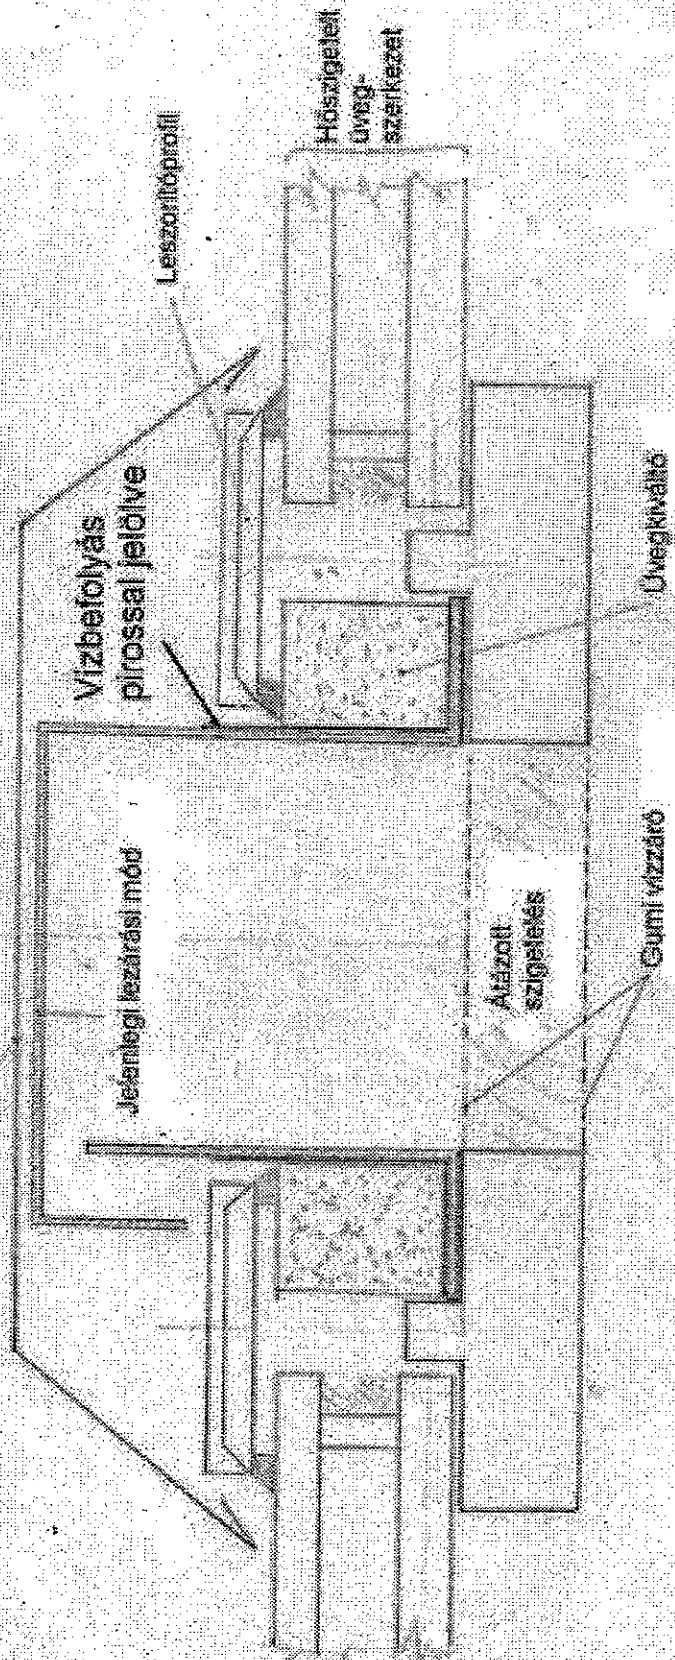 Hőszigetelt
üveg-
szerkezet
Leszorítóprofil
Vízbefolyás
pirossal jelölve
Üvegkiváltó
Jelenlegi lezárási mód
Átázott
szigetelés
Gumi vízzáró